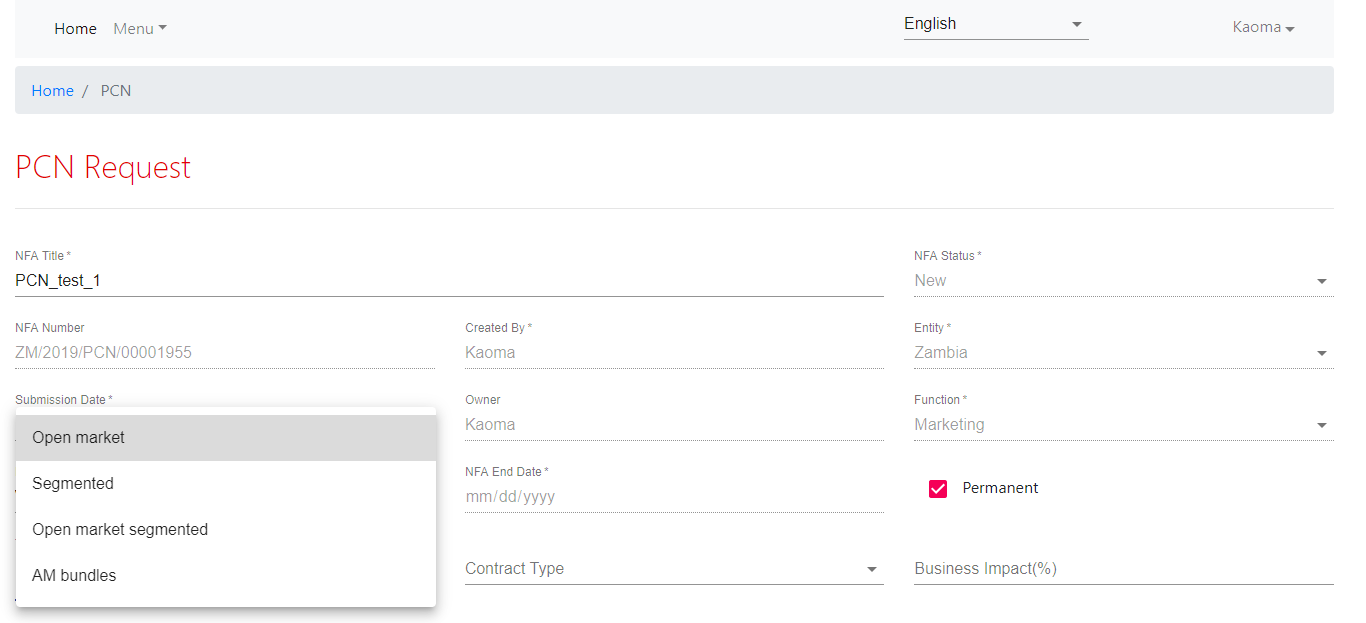 Home Menu English Kaoma
Home / PCN
PCN Request
NFA Title * NFA Status *
PCN_test_1 New
NFA Number Created By * Entity *
ZM/2019/PCN/00001955 Kaoma Zambia
Submission Date * Owner Function *
Kaoma Marketing
Open market
NFA End Date *
Segmented mm/dd/yyyy Permanent
Open market segmented
AM bundles Contract Type Business Impact(%)